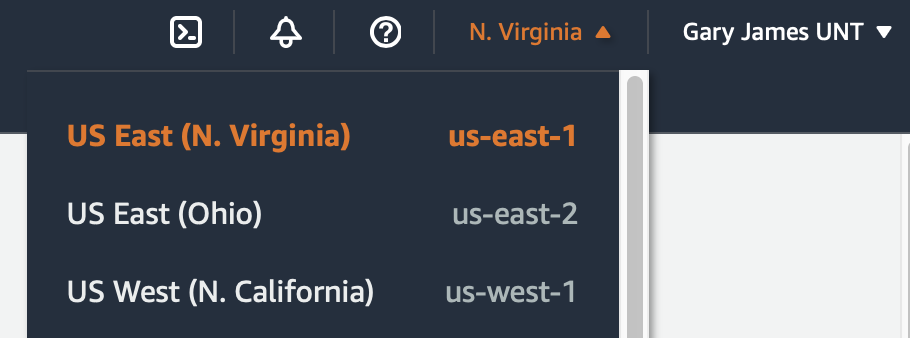 N. Virginia ▲ Gary James UNT ▼
US East (N. Virginia) us-east-1
US East (Ohio) us-east-2
US West (N. California) us-west-1